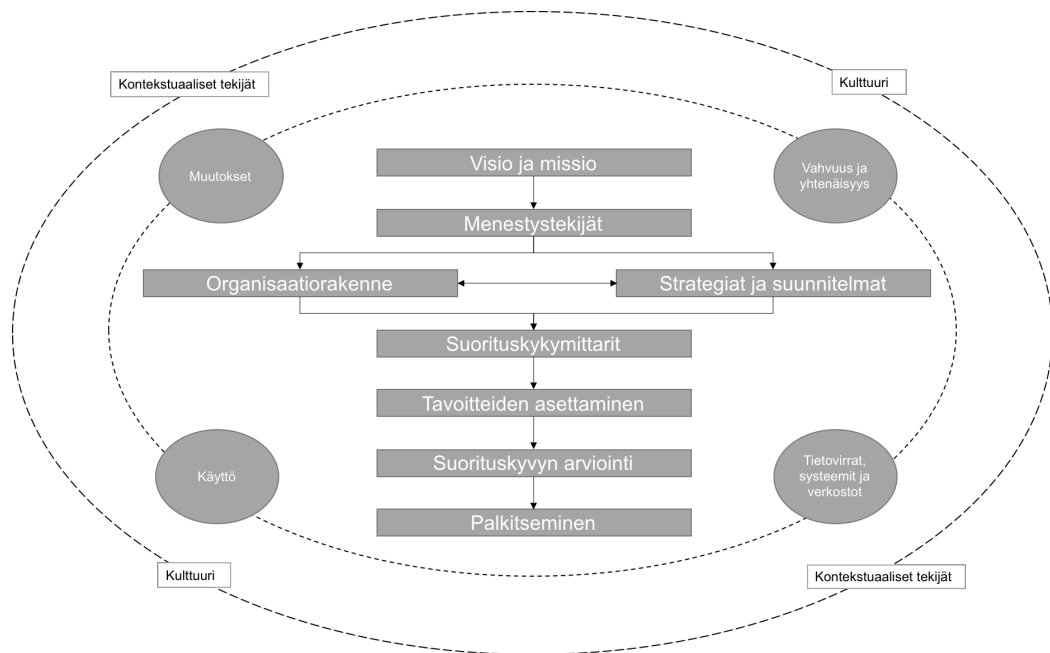 Kontekstuaaliset tekijät
Kulttuuri
Muutokset
Visio ja missio
Vahvuus ja
yhtenäisyys
Menestystekijät
Organisaatiorakenne
Strategiat ja suunnitelmat
Suorituskykymittarit
Tavoitteiden asettaminen
Käyttö
Suorituskyvyn arviointi
Tietovirrat,
systeemit ja
verkostot
Palkitseminen
Kulttuuri
Kontekstuaaliset tekijät